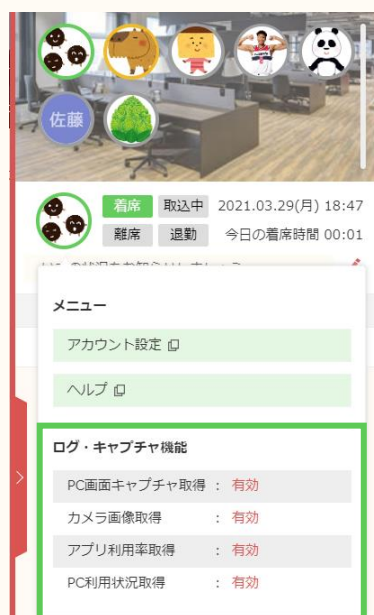 佐藤
着席 取込中 2021.03.29(月) 18:47
離席 退勤 今日の着席時間 00:01
メニュー
アカウント設定
ヘルプ
ログ・キャプチャ機能
PC画面キャプチャ取得 : 有効
カメラ画像取得 : 有効
アプリ利用率取得 : 有効
PC利用状況取得 : 有効